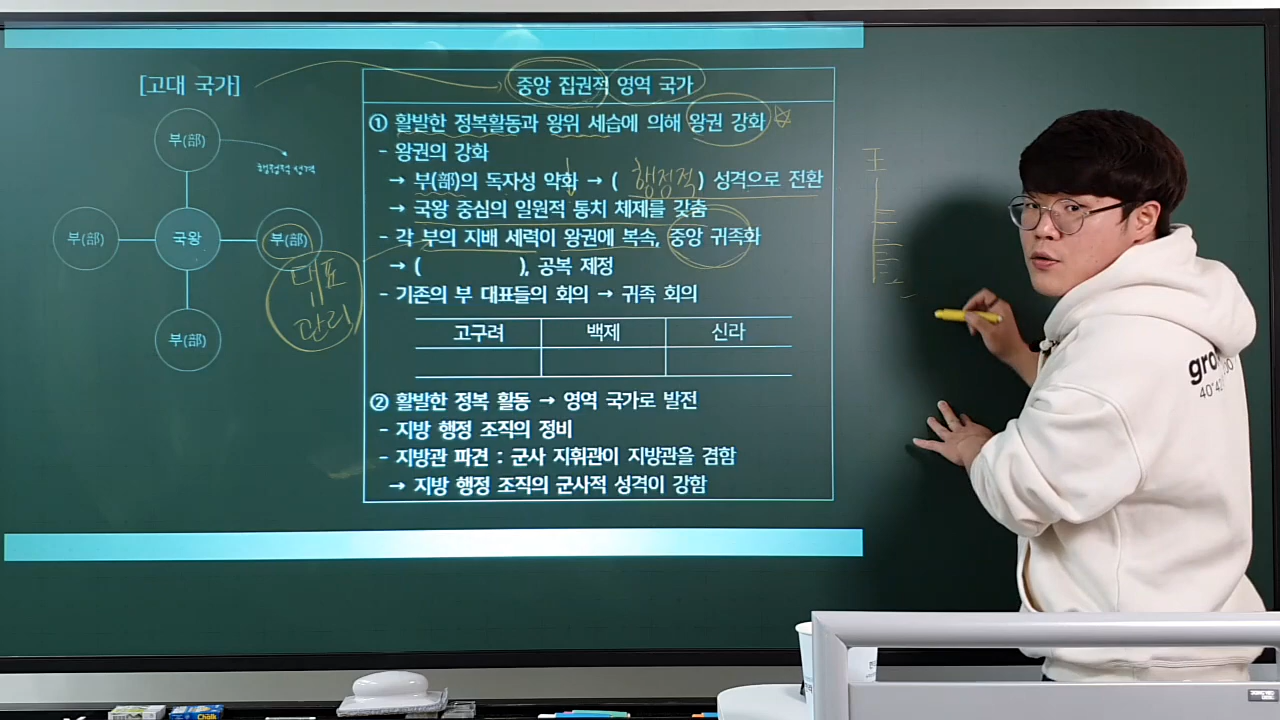 [고대 국가]
부(部)
행정적 성격
부(部)
국왕
부(部)
대표
관리
부(部)
중앙 집권적 영역 국가
① 활발한 정복활동과 왕위 세습에 의해 왕권 강화
- 왕권의 강화
→ 부(部)의 독자성 약화 → ( 행정적 ) 성격으로 전환
→ 국왕 중심의 일원적 통치 체제를 갖춤
- 각 부의 지배 세력이 왕권에 복속, 중앙 귀족화
→ ( ), 공복 제정
- 기존의 부 대표들의 회의 → 귀족 회의
고구려 백제 신라
② 활발한 정복 활동 → 영역 국가로 발전
- 지방 행정 조직의 정비
- 지방관 파견 : 군사 지휘관이 지방관을 겸함
→ 지방 행정 조직의 군사적 성격이 강함
王